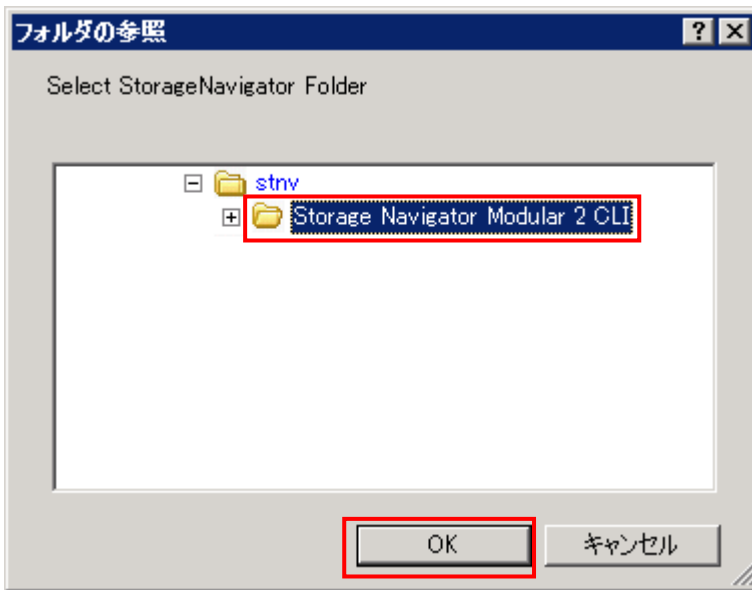 フォルダの参照
Select StorageNavigator Folder
stnv
Storage Navigator Modular 2 CLI
OK
キャンセル